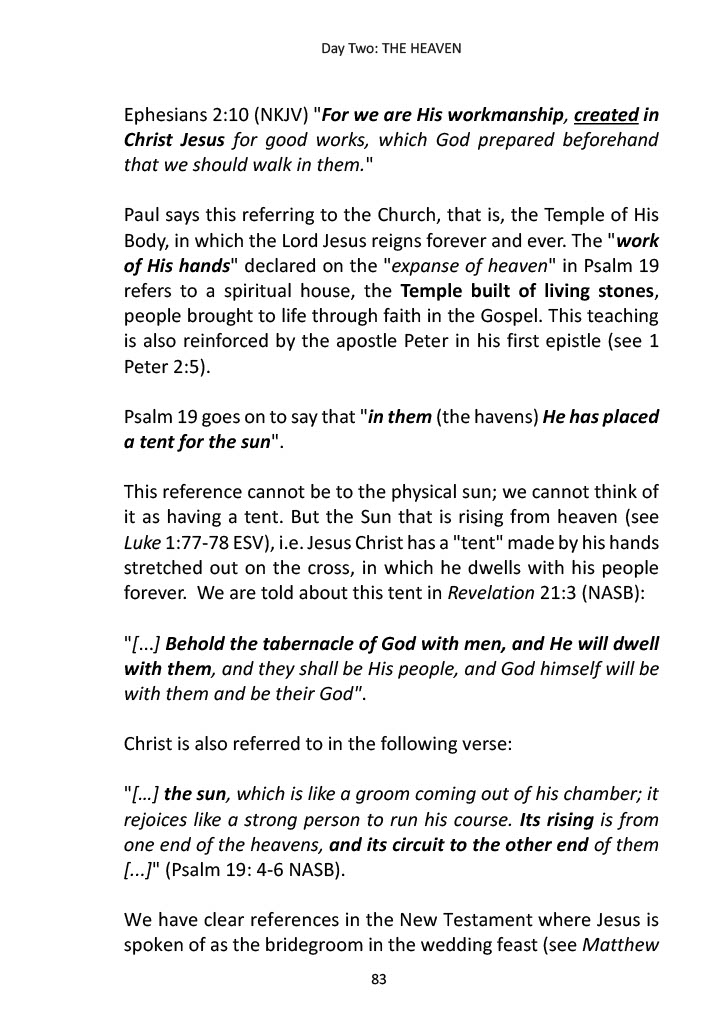 Day Two: THE HEAVEN
Ephesians 2:10 (NKJV) "For we are His workmanship, created in
Christ Jesus for good works, which God prepared beforehand
that we should walk in them."
Paul says this referring to the Church, that is, the Temple of His
Body, in which the Lord Jesus reigns forever and ever. The "work
of His hands" declared on the "expanse of heaven" in Psalm 19
refers to a spiritual house, the Temple built of living stones,
people brought to life through faith in the Gospel. This teaching
is also reinforced by the apostle Peter in his first epistle (see 1
Peter 2:5).
Psalm 19 goes on to say that "in them (the havens) He has placed
a tent for the sun".
This reference cannot be to the physical sun; we cannot think of
it as having a tent. But the Sun that is rising from heaven (see
Luke 1:77-78 ESV), i.e. Jesus Christ has a "tent" made by his hands
stretched out on the cross, in which he dwells with his people
forever.  We are told about this tent in Revelation 21:3 (NASB):
"[...] Behold the tabernacle of God with men, and He will dwell
with them, and they shall be His people, and God himself will be
with them and be their God".
Christ is also referred to in the following verse:
"[…] the sun, which is like a groom coming out of his chamber; it
rejoices like a strong person to run his course. Its rising is from
one end of the heavens, and its circuit to the other end of them
[...]" (Psalm 19: 4-6 NASB).
We have clear references in the New Testament where Jesus is
spoken of as the bridegroom in the wedding feast (see Matthew
83